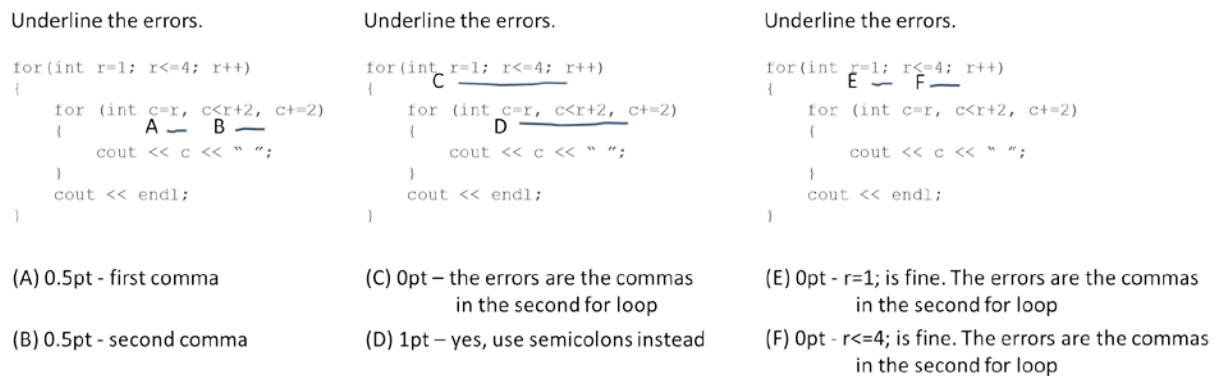 Underline the errors.
for(int r=1; r<=4; r++)
{
for (int c=r, c<r+2, c+=2)
A B
{
cout << c << " ";
}
cout << endl;
}
(A) 0.5pt - first comma
(B) 0.5pt - second comma
Underline the errors.
for(int r=1; r<=4; r++)
C
{
for (int c=r, c<r+2, c+=2)
D
{
cout << c << " ";
}
cout << endl;
}
(C) 0pt – the errors are the commas
in the second for loop
(D) 1pt – yes, use semicolons instead
Underline the errors.
for(int r=1; r<=4; r++)
E F
{
for (int c=r, c<r+2, c+=2)
{
cout << c << " ";
}
cout << endl;
}
(E) 0pt - r=1; is fine. The errors are the commas
in the second for loop
(F) 0pt - r<=4; is fine. The errors are the commas
in the second for loop